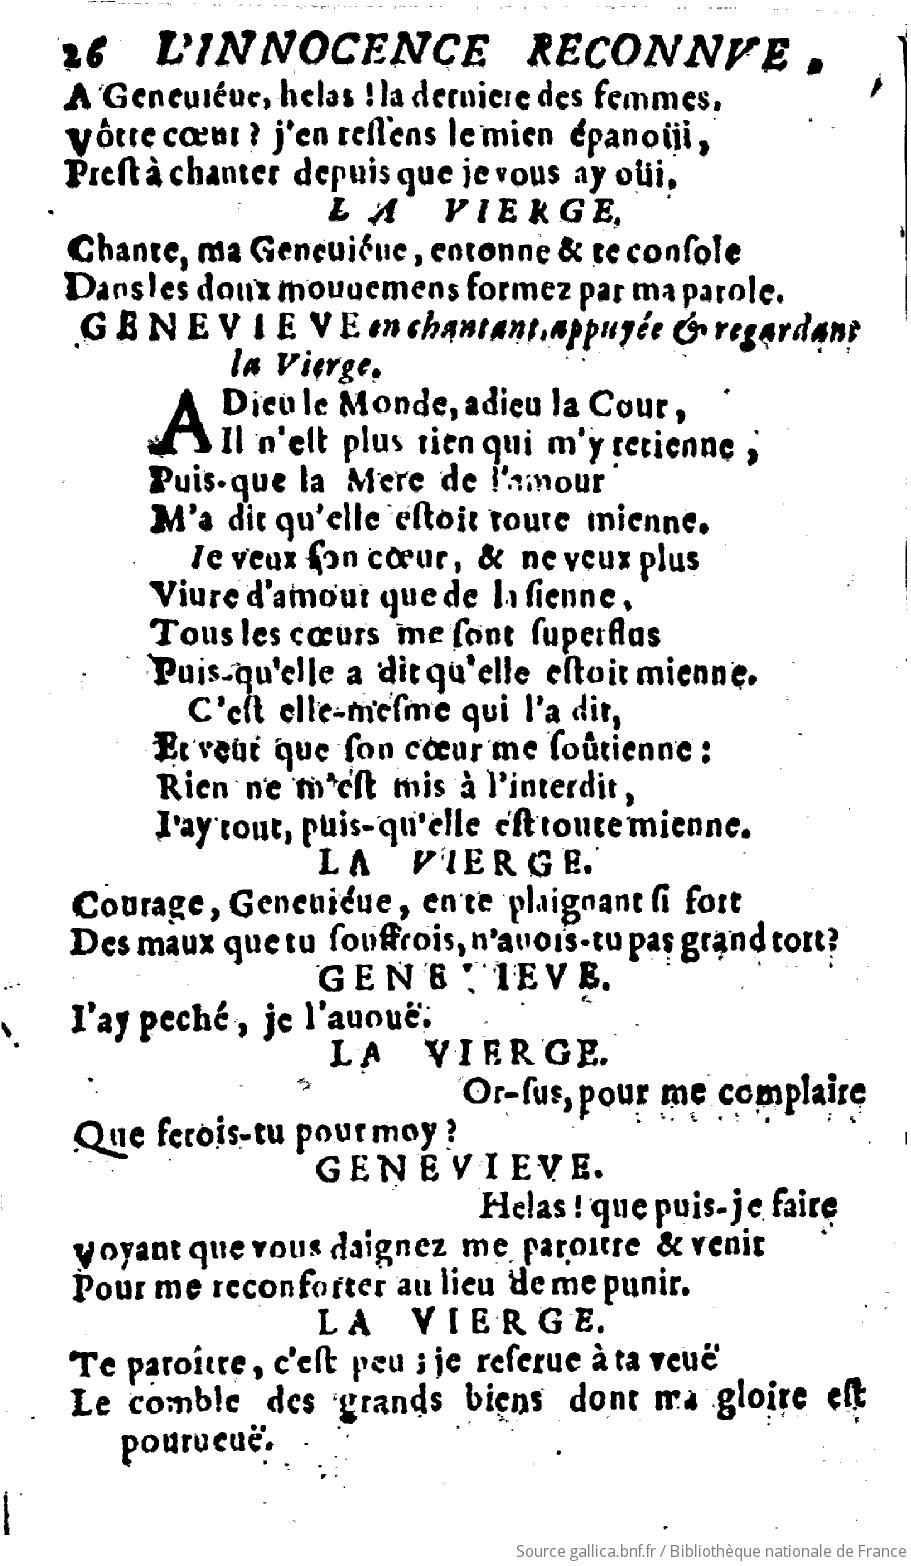 26 L'INNOCENCE RECONNVE.
A Geneuiéue, helas ! la derniere des femmes.
Vôtre cœur ? j'en reſſens le mien épanoüi,
Preſt à chanter depuis que je vous ay oüi.
LA VIERGE.
Chante, ma Geneuiéue, entonne & te conſole
Dans les doux mouuemens formez par ma parole.
GENEVIEVE en chantant, appuyée & regardant
la Vierge.
ADieu le Monde, adieu la Cour,
Il n'eſt plus rien qui m'y retienne,
Puis-que la Mere de l'amour
M'a dit qu'elle eſtoit toute mienne.
Ie veux ſon cœur, & ne veux plus
Viure d'amour que de la ſienne,
Tous les cœurs me ſont ſuperflus
Puis-qu'elle a dit qu'elle eſtoit mienne.
C'eſt elle-meſme qui l'a dit,
Et veut que ſon cœur me ſoûtienne :
Rien ne m'eſt mis à l'interdit,
I'ay tout, puis-qu'elle eſt toute mienne.
LA VIERGE.
Courage, Geneuiéue, en te plaignant ſi fort
Des maux que tu ſouffrois, n'auois-tu pas grand tort?
GENEVIEVE.
I'ay peché, je l'auouë.
LA VIERGE.
Or-ſus, pour me complaire
Que ferois-tu pour moy ?
GENEVIEVE.
Helas ! que puis-je faire
Voyant que vous daignez me paroitre & venir
Pour me reconforter au lieu de me punir.
LA VIERGE.
Te paroître, c'eſt peu ; je reſerue à ta veuë
Le comble des grands biens dont ma gloire eſt
pourueuë.
Source gallica.bnf.fr / Bibliothèque nationale de France